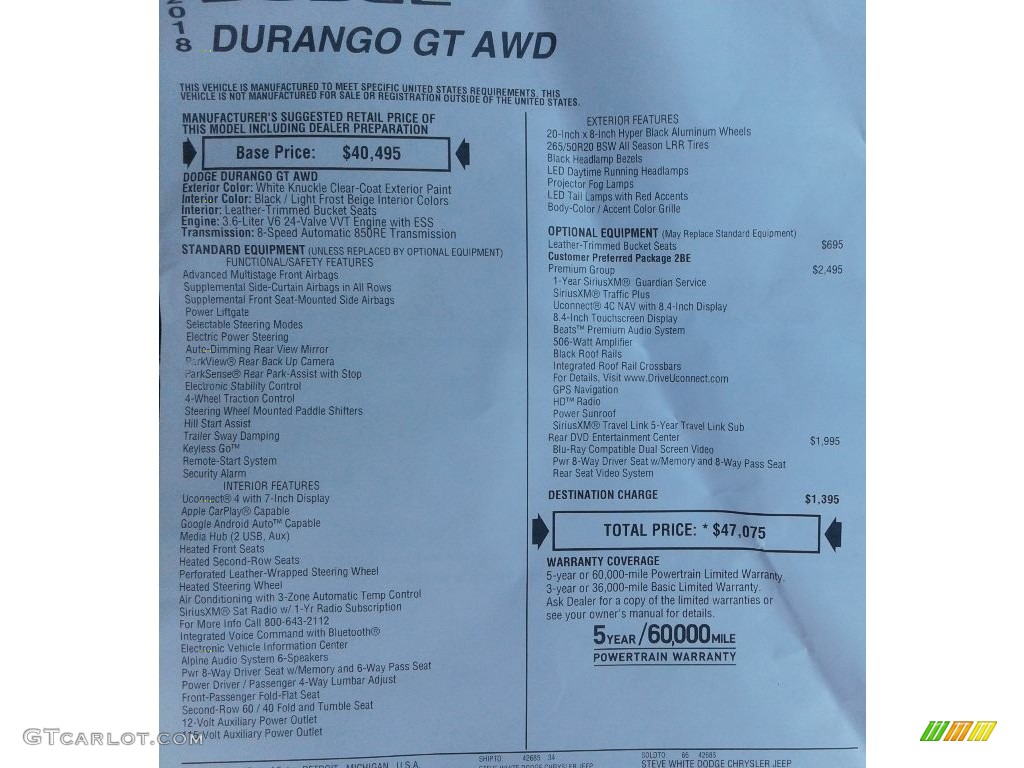 2018
DURANGO GT AWD
THIS VEHICLE IS MANUFACTURED TO MEET SPECIFIC UNITED STATES REQUIREMENTS. THIS
VEHICLE IS NOT MANUFACTURED FOR SALE OR REGISTRATION OUTSIDE OF THE UNITED STATES.
MANUFACTURER'S SUGGESTED RETAIL PRICE OF
THIS MODEL INCLUDING DEALER PREPARATION
Base Price: $40,495
DODGE DURANGO GT AWD
Exterior Color: White Knuckle Clear-Coat Exterior Paint
Interior Color: Black / Light Frost Beige Interior Colors
Interior: Leather-Trimmed Bucket Seats
Engine: 3.6-Liter V6 24-Valve VVT Engine with ESS
Transmission: 8-Speed Automatic 850RE Transmission
STANDARD EQUIPMENT (UNLESS REPLACED BY OPTIONAL EQUIPMENT)
FUNCTIONAL/SAFETY FEATURES
Advanced Multistage Front Airbags
Supplemental Side-Curtain Airbags in All Rows
Supplemental Front Seat-Mounted Side Airbags
Power Liftgate
Selectable Steering Modes
Electric Power Steering
Auto-Dimming Rear View Mirror
ParkView® Rear Back Up Camera
ParkSense® Rear Park-Assist with Stop
Electronic Stability Control
4-Wheel Traction Control
Steering Wheel Mounted Paddle Shifters
Hill Start Assist
Trailer Sway Damping
Keyless Go™
Remote-Start System
Security Alarm
INTERIOR FEATURES
Uconnect® 4 with 7-Inch Display
Apple CarPlay® Capable
Google Android Auto™ Capable
Media Hub (2 USB, Aux)
Heated Front Seats
Heated Second-Row Seats
Perforated Leather-Wrapped Steering Wheel
Heated Steering Wheel
Air Conditioning with 3-Zone Automatic Temp Control
SiriusXM® Sat Radio w/ 1-Yr Radio Subscription
For More Info Call 800-643-2112
Integrated Voice Command with Bluetooth®
Electronic Vehicle Information Center
Alpine Audio System 6-Speakers
Pwr 8-Way Driver Seat w/Memory and 6-Way Pass Seat
Power Driver / Passenger 4-Way Lumbar Adjust
Front-Passenger Fold-Flat Seat
Second-Row 60 / 40 Fold and Tumble Seat
12-Volt Auxiliary Power Outlet
115-Volt Auxiliary Power Outlet
EXTERIOR FEATURES
20-Inch x 8-Inch Hyper Black Aluminum Wheels
265/50R20 BSW All Season LRR Tires
Black Headlamp Bezels
LED Daytime Running Headlamps
Projector Fog Lamps
LED Tail Lamps with Red Accents
Body-Color / Accent Color Grille
OPTIONAL EQUIPMENT (May Replace Standard Equipment)
Leather-Trimmed Bucket Seats $695
Customer Preferred Package 2BE
Premium Group $2,495
1-Year SiriusXM® Guardian Service
SiriusXM® Traffic Plus
Uconnect® 4C NAV with 8.4-Inch Display
8.4-Inch Touchscreen Display
Beats™ Premium Audio System
506-Watt Amplifier
Black Roof Rails
Integrated Roof Rail Crossbars
For Details, Visit www.DriveUconnect.com
GPS Navigation
HD™ Radio
Power Sunroof
SiriusXM® Travel Link 5-Year Travel Link Sub
Rear DVD Entertainment Center $1,995
Blu-Ray Compatible Dual Screen Video
Pwr 8-Way Driver Seat w/Memory and 8-Way Pass Seat
Rear Seat Video System
DESTINATION CHARGE $1,395
TOTAL PRICE: * $47,075
WARRANTY COVERAGE
5-year or 60,000-mile Powertrain Limited Warranty.
3-year or 36,000-mile Basic Limited Warranty.
Ask Dealer for a copy of the limited warranties or
see your owner's manual for details.
5YEAR/60,000MILE
POWERTRAIN WARRANTY
DETROIT, MICHIGAN, U.S.A.
SHIPTO: 42685 34
STEVE WHITE DODGE CHRYSLER JEEP
SOLDTO: 66 42685
STEVE WHITE DODGE CHRYSLER JEEP
GTCarLot.com